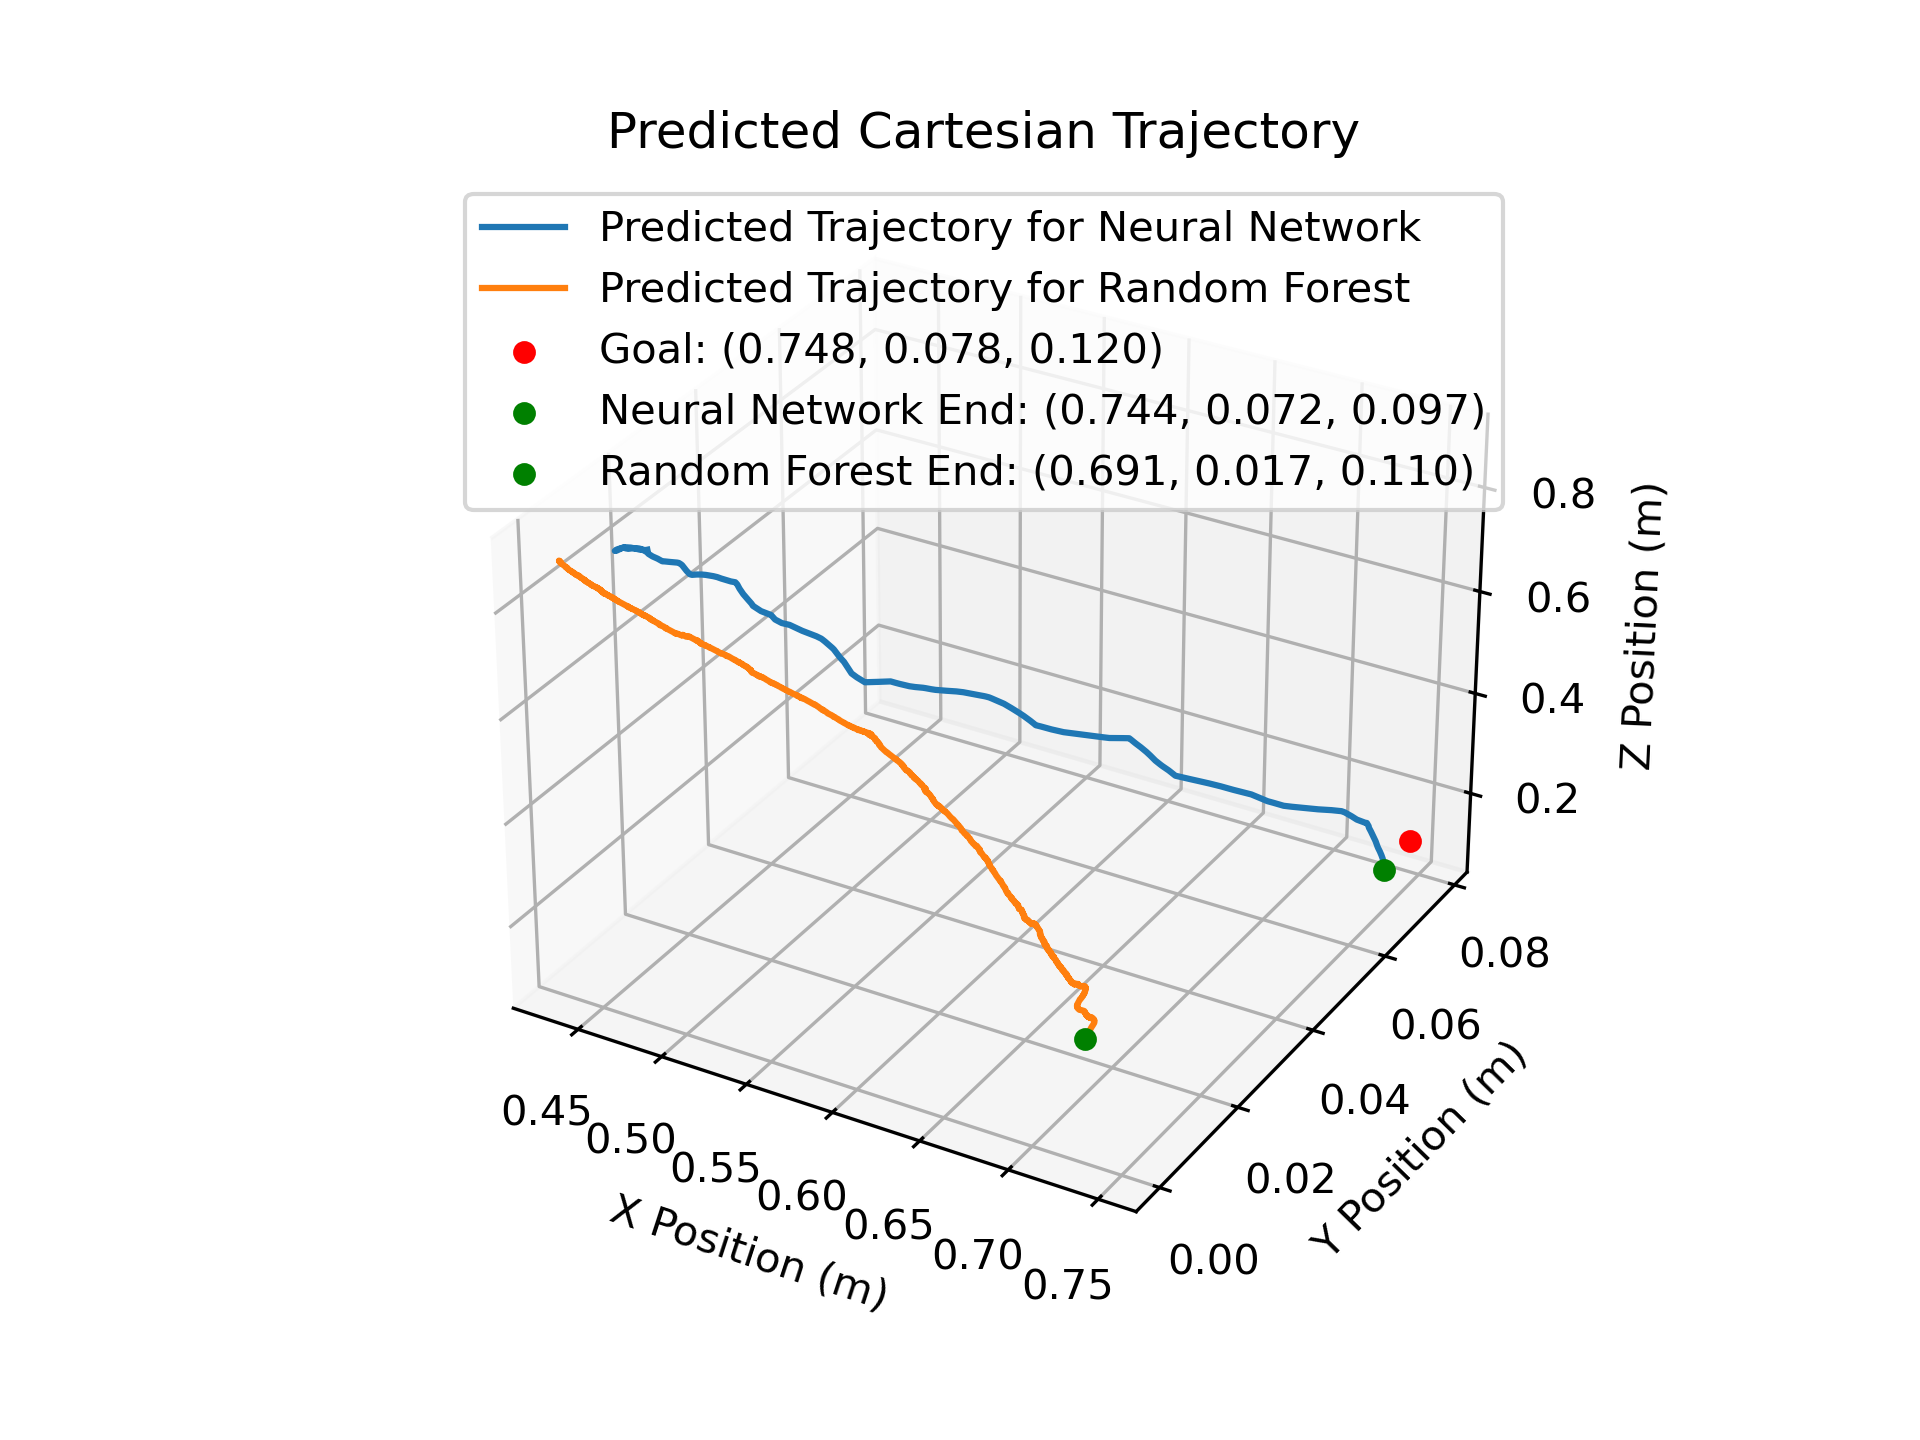 Predicted Cartesian Trajectory
Predicted Trajectory for Neural Network
Predicted Trajectory for Random Forest
Goal: (0.748, 0.078, 0.120)
Neural Network End: (0.744, 0.072, 0.097)
Random Forest End: (0.691, 0.017, 0.110)
0.8
0.6
0.4
0.2
Z Position (m)
0.08
0.06
0.04
0.02
0.00
Y Position (m)
0.45
0.50
0.55
0.60
0.65
0.70
0.75
X Position (m)